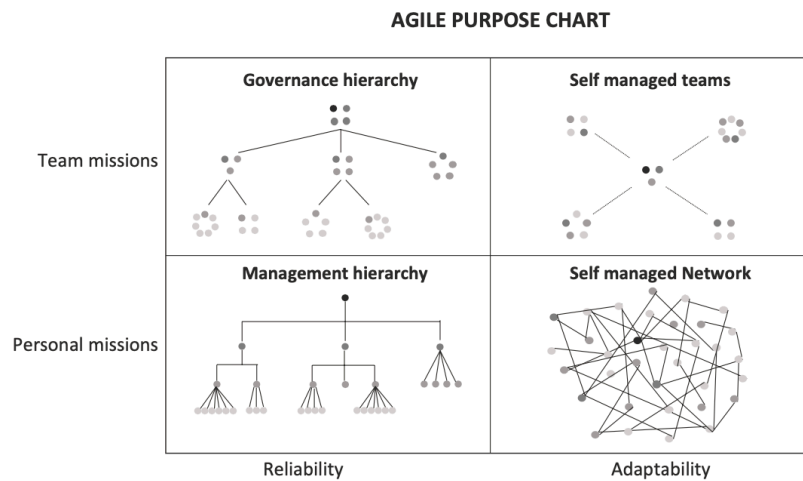 AGILE PURPOSE CHART
Governance hierarchy
Self managed teams
Team missions
Management hierarchy
Self managed Network
Personal missions
Reliability
Adaptability